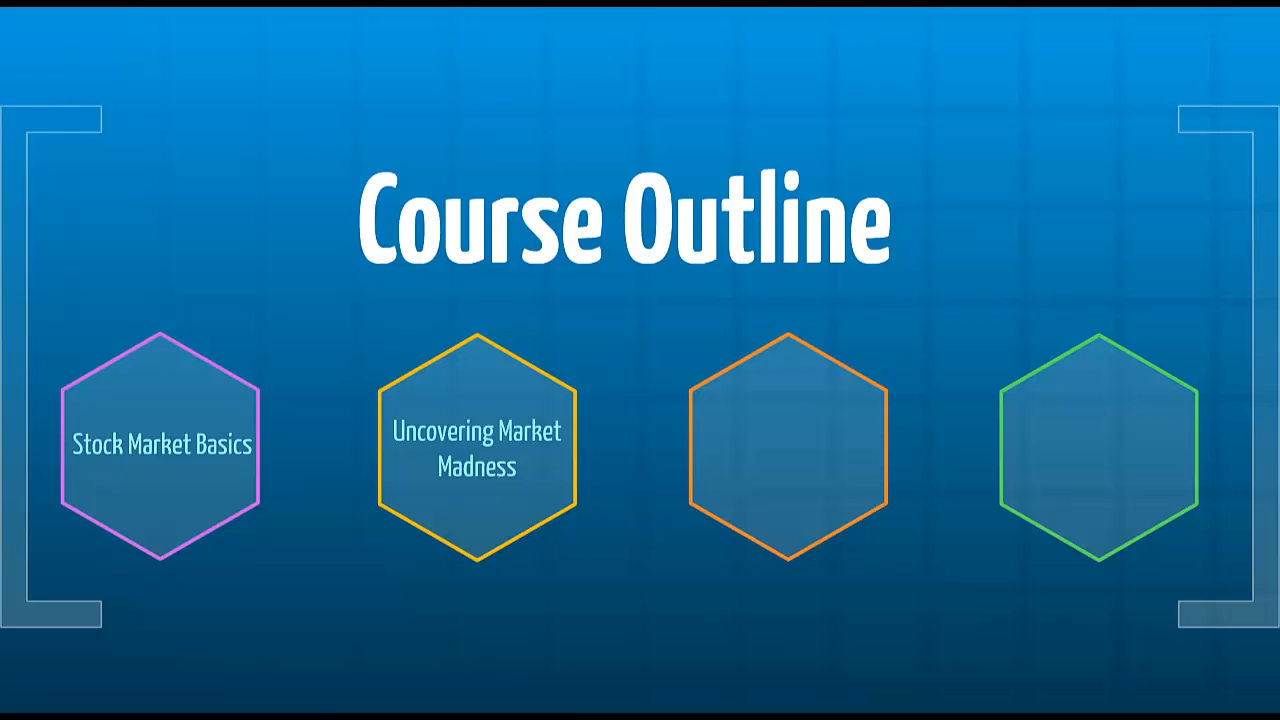 Course Outline
Stock Market Basics
Uncovering Market
Madness